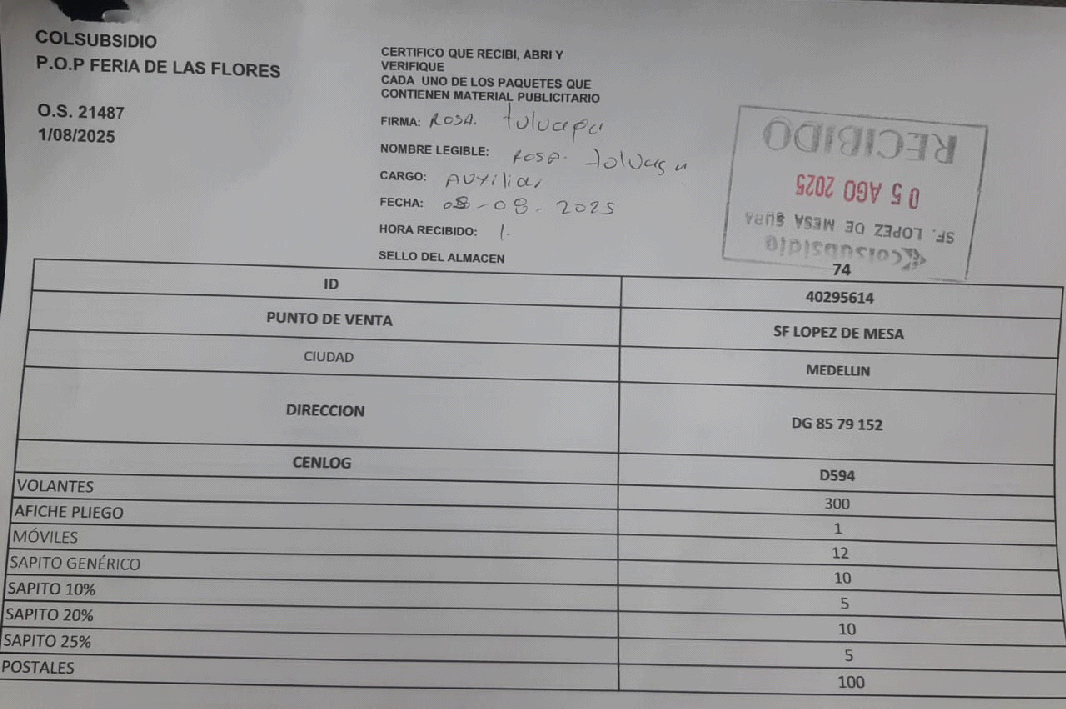 COLSUBSIDIO
P.O.P FERIA DE LAS FLORES
O.S. 21487
1/08/2025
CERTIFICO QUE RECIBI, ABRI Y
VERIFIQUE
CADA UNO DE LOS PAQUETES QUE
CONTIENEN MATERIAL PUBLICITARIO
FIRMA: ROSA.
NOMBRE LEGIBLE: ROSA.
CARGO: AUXILIAR
FECHA: 08 - 2025
HORA RECIBIDO:
SELLO DEL ALMACEN
RECIBIDO
05 AGO 2025
SF. LOPEZ DE MESA
Colsubsidio
74
ID 40295614
PUNTO DE VENTA SF LOPEZ DE MESA
CIUDAD MEDELLIN
DIRECCION DG 85 79 152
CENLOG D594
VOLANTES 300
AFICHE PLIEGO 1
MÓVILES 12
SAPITO GENÉRICO 10
SAPITO 10% 5
SAPITO 20% 10
SAPITO 25% 5
POSTALES 100